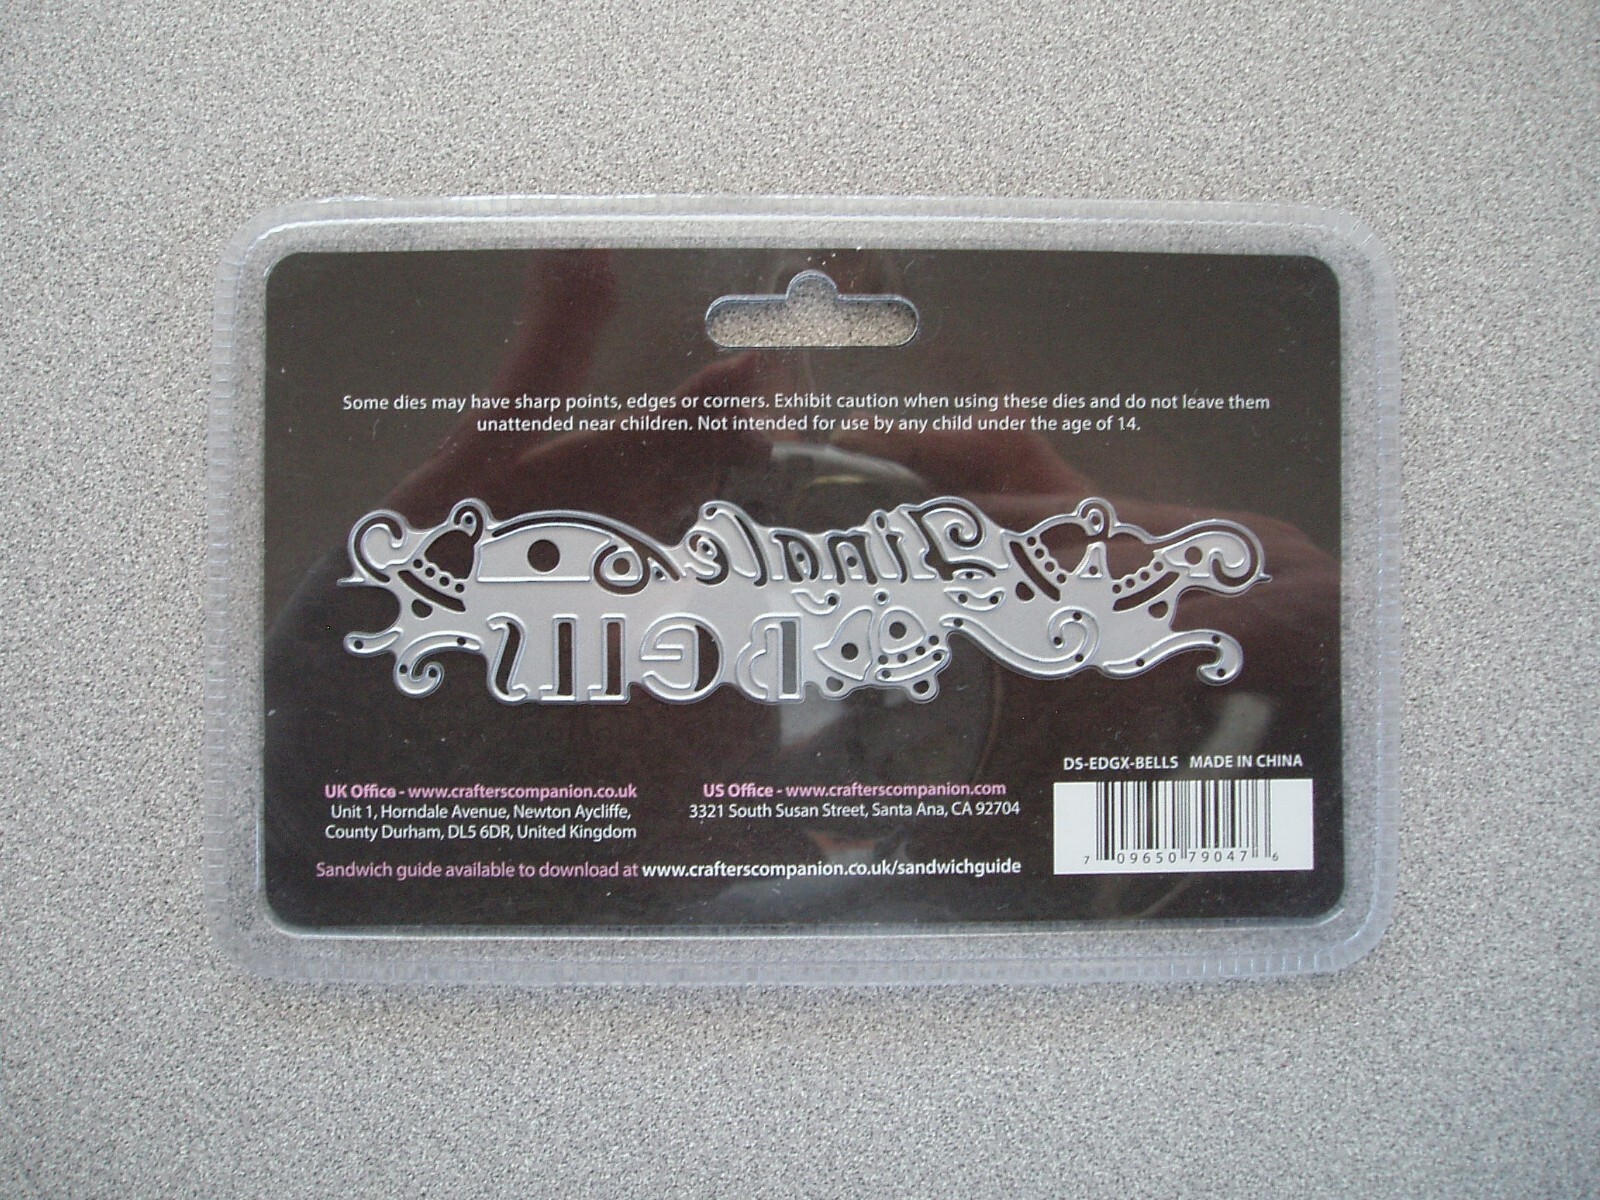 Some dies may have sharp points, edges or corners. Exhibit caution when using these dies and do not leave them
unattended near children. Not intended for use by any child under the age of 14.
Jingle
Bells
DS-EDGX-BELLS MADE IN CHINA
UK Office - www.crafterscompanion.co.uk
Unit 1, Horndale Avenue, Newton Aycliffe,
County Durham, DL5 6DR, United Kingdom
US Office - www.crafterscompanion.com
3321 South Susan Street, Santa Ana, CA 92704
Sandwich guide available to download at www.crafterscompanion.co.uk/sandwichguide
7 09650 79047 6